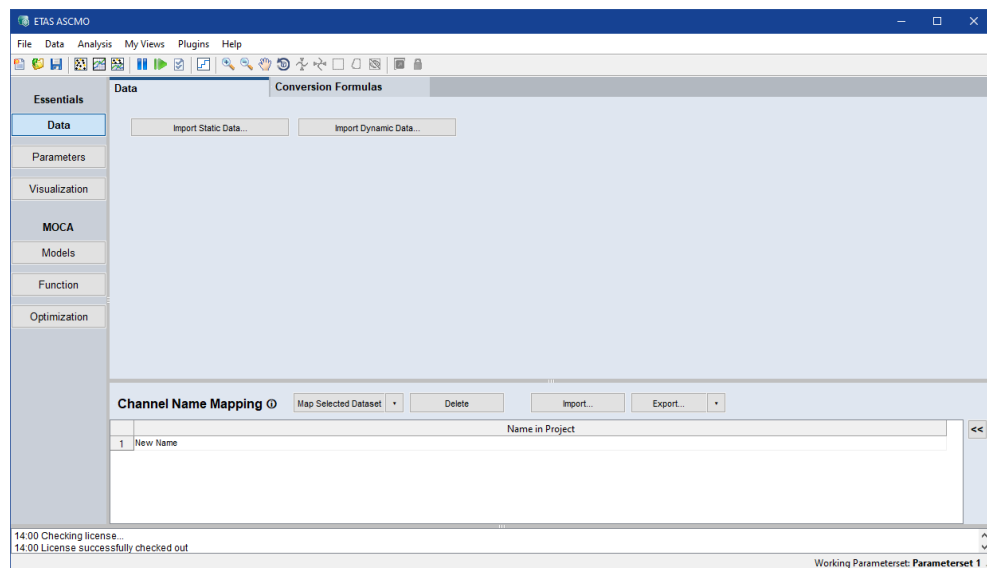 ETAS ASCMO
File Data Analysis My Views Plugins Help
Essentials
Data
Parameters
Visualization
MOCA
Models
Function
Optimization
Data Conversion Formulas
Import Static Data... Import Dynamic Data...
Channel Name Mapping Map Selected Dataset Delete Import... Export...
Name in Project <<
1 New Name
14:00 Checking license...
14:00 License successfully checked out
Working Parameterset: Parameterset 1